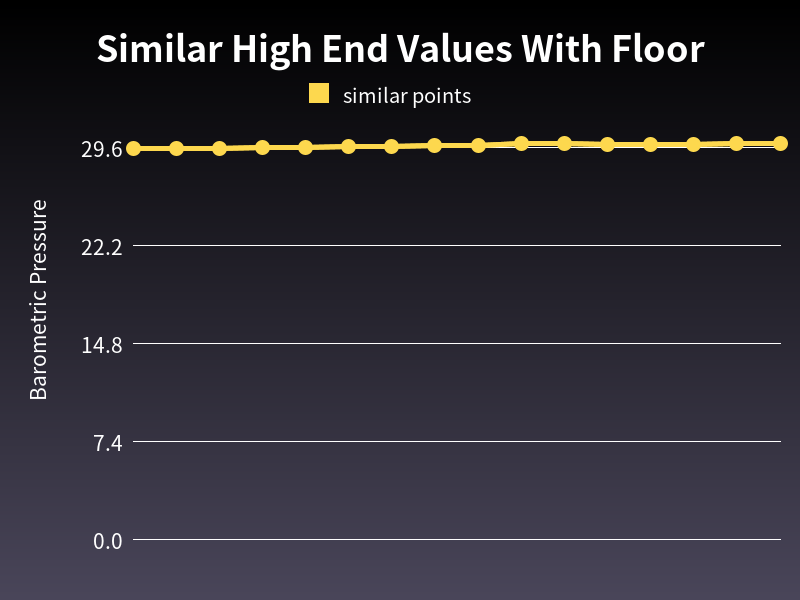 Similar High End Values With Floor
similar points
29.6
22.2
14.8
7.4
0.0
Barometric Pressure